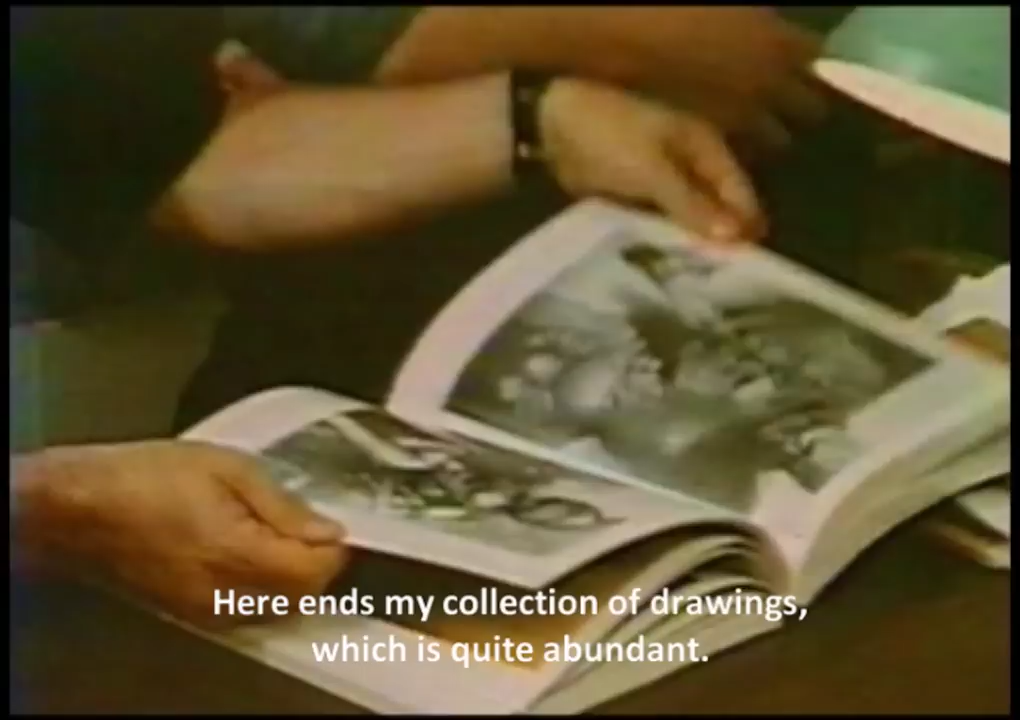 Here ends my collection of drawings,
which is quite abundant.